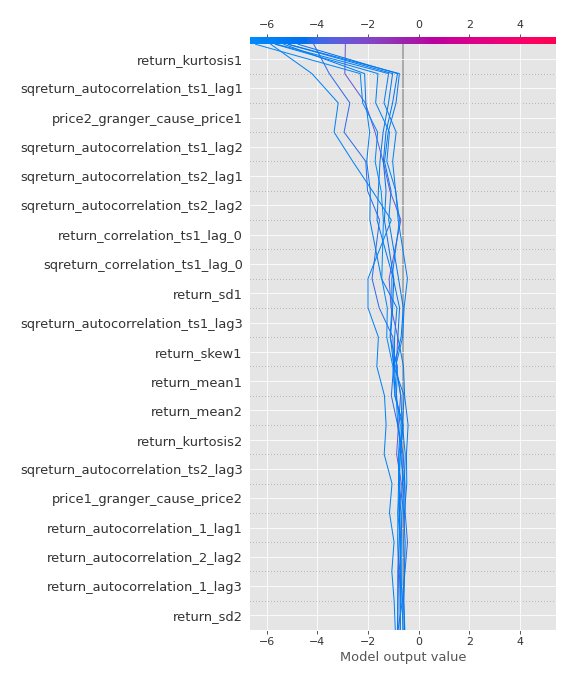 −6 −4 −2 0 2 4
return_kurtosis1
sqreturn_autocorrelation_ts1_lag1
price2_granger_cause_price1
sqreturn_autocorrelation_ts1_lag2
sqreturn_autocorrelation_ts2_lag1
sqreturn_autocorrelation_ts2_lag2
return_correlation_ts1_lag_0
sqreturn_correlation_ts1_lag_0
return_sd1
sqreturn_autocorrelation_ts1_lag3
return_skew1
return_mean1
return_mean2
return_kurtosis2
sqreturn_autocorrelation_ts2_lag3
price1_granger_cause_price2
return_autocorrelation_1_lag1
return_autocorrelation_2_lag2
return_autocorrelation_1_lag3
return_sd2
−6 −4 −2 0 2 4
Model output value